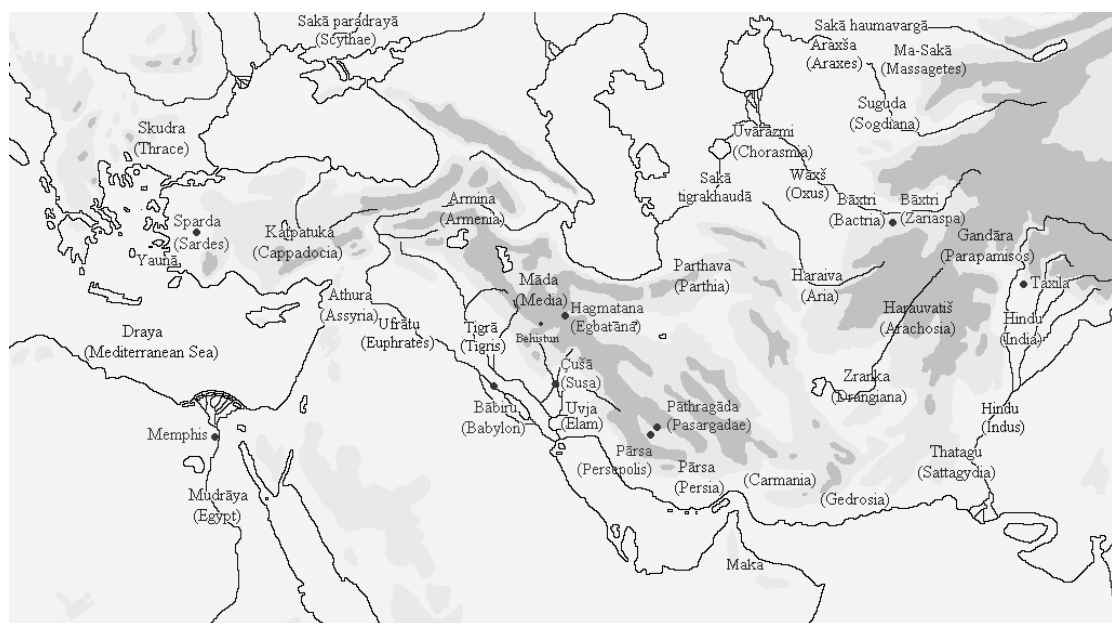 Sakā paradrayā
(Scythae)
Sakā haumavargā
Araxša
(Araxes)
Ma-Sakā
(Massagetes)
Suguda
(Sogdiana)
Skudra
(Thrace)
Uvārazmi
(Chorasmia)
Sakā
tigrakhaudā
Wāxš
(Oxus)
Bāxtri
(Bactria)
Bāxtri
(Zariaspa)
Armina
(Armenia)
Sparda
(Sardes)
Yaunā
Katpatuká
(Cappadocia)
Gandāra
(Parapamisos)
Taxila
Parthava
(Parthia)
Haraiva
(Aria)
Māda
(Media)
Hagmatana
(Egbatāna)
Behistun
Athura
(Assyria)
Ufrātu
(Euphrates)
Tigrā
(Tigris)
Harauvatiš
(Arachosia)
Hindu
(India)
Draya
(Mediterranean Sea)
Çušā
(Susa)
Zranka
(Drangiana)
Bābiru
(Babylon)
Uvja
(Elam)
Pāthragāda
(Pasargadae)
Hindu
(Indus)
Memphis
Pārsa
(Persepolis)
Pārsa
(Persia)
(Carmania)
Thatagu
(Sattagydia)
(Gedrosia)
Mudrāya
(Egypt)
Maka